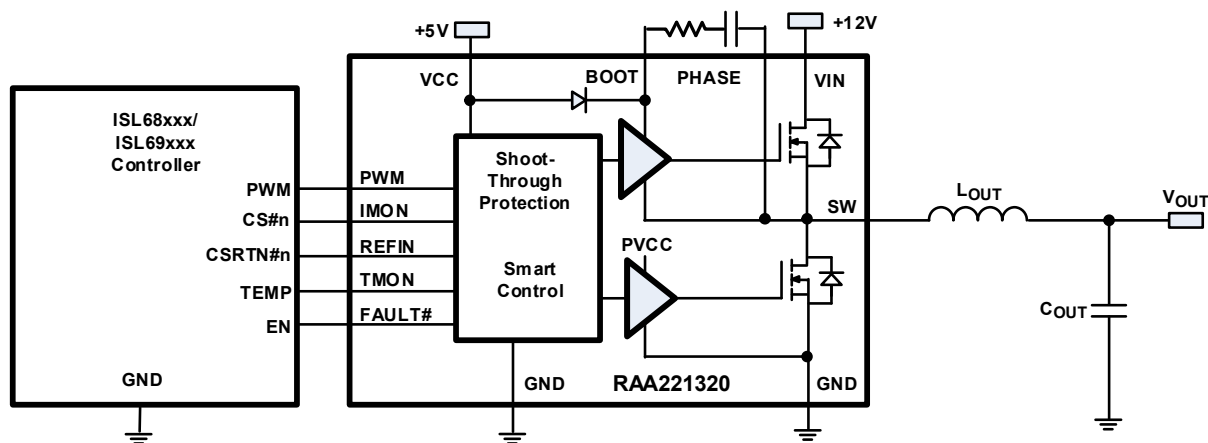 +5V
+12V
VCC
BOOT
PHASE
VIN
ISL68xxx/
ISL69xxx
Controller
Shoot-
Through
Protection
PWM
PWM
CS#n
IMON
SW
LOUT
VOUT
CSRTN#n
REFIN
PVCC
Smart
Control
TEMP
TMON
EN
FAULT#
COUT
GND
GND
RAA221320
GND